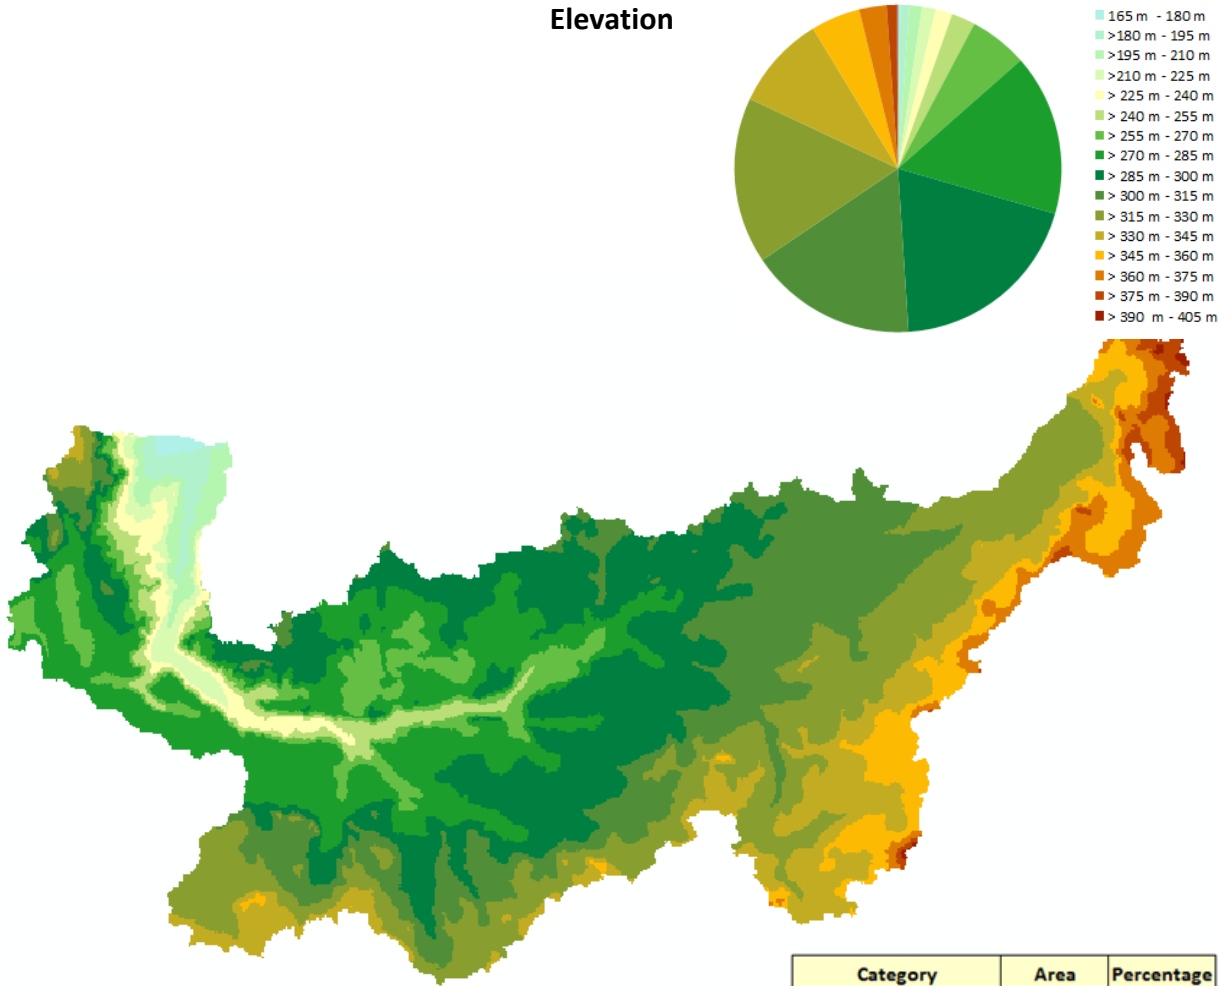 Elevation
165 m - 180 m
>180 m - 195 m
>195 m - 210 m
>210 m - 225 m
> 225 m - 240 m
> 240 m - 255 m
> 255 m - 270 m
> 270 m - 285 m
> 285 m - 300 m
> 300 m - 315 m
> 315 m - 330 m
> 330 m - 345 m
> 345 m - 360 m
> 360 m - 375 m
> 375 m - 390 m
> 390 m - 405 m
Category Area Percentage